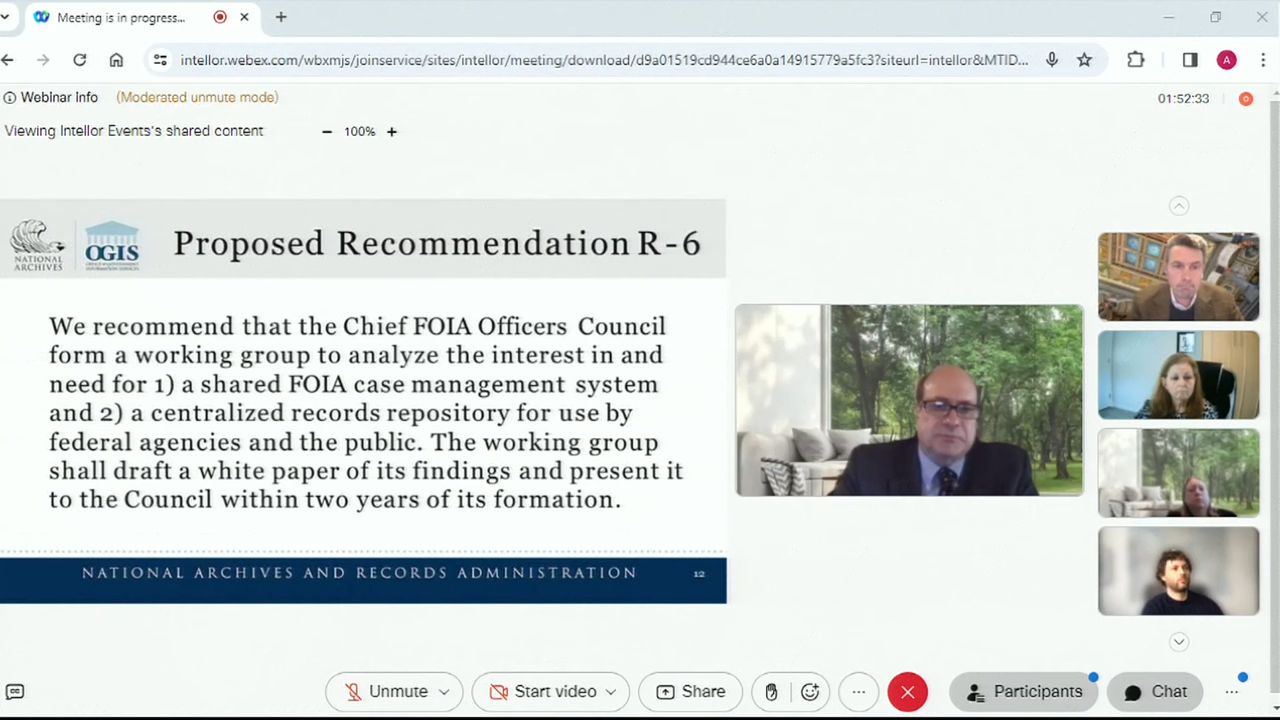 Meeting is in progress...
intellor.webex.com/wbxmjs/joinservice/sites/intellor/meeting/download/d9a01519cd944ce6a0a14915779a5fc3?siteurl=intellor&MTID...
A
Webinar Info (Moderated unmute mode)
01:52:33
Viewing Intellor Events's shared content
100%
NATIONAL
ARCHIVES
OGIS
Proposed Recommendation R-6
We recommend that the Chief FOIA Officers Council
form a working group to analyze the interest in and
need for 1) a shared FOIA case management system
and 2) a centralized records repository for use by
federal agencies and the public. The working group
shall draft a white paper of its findings and present it
to the Council within two years of its formation.
NATIONAL ARCHIVES AND RECORDS ADMINISTRATION
12
Unmute
Start video
Share
Participants
Chat